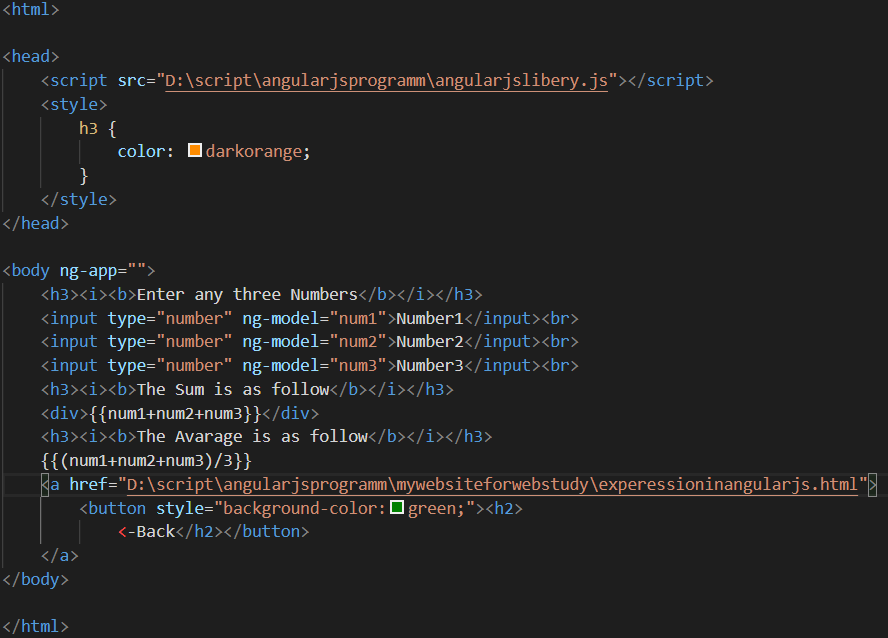 <html>
<head>
<script src="D:\script\angularjsprogramm\angularjslibery.js"></script>
<style>
h3 {
color: darkorange;
}
</style>
</head>
<body ng-app="">
<h3><i><b>Enter any three Numbers</b></i></h3>
<input type="number" ng-model="num1">Number1</input><br>
<input type="number" ng-model="num2">Number2</input><br>
<input type="number" ng-model="num3">Number3</input><br>
<h3><i><b>The Sum is as follow</b></i></h3>
<div>{{num1+num2+num3}}</div>
<h3><i><b>The Avarage is as follow</b></i></h3>
{{(num1+num2+num3)/3}}
<a href="D:\script\angularjsprogramm\mywebsiteforwebstudy\experessioninangularjs.html">
<button style="background-color:green;"><h2>
<-Back</h2></button>
</a>
</body>
</html>